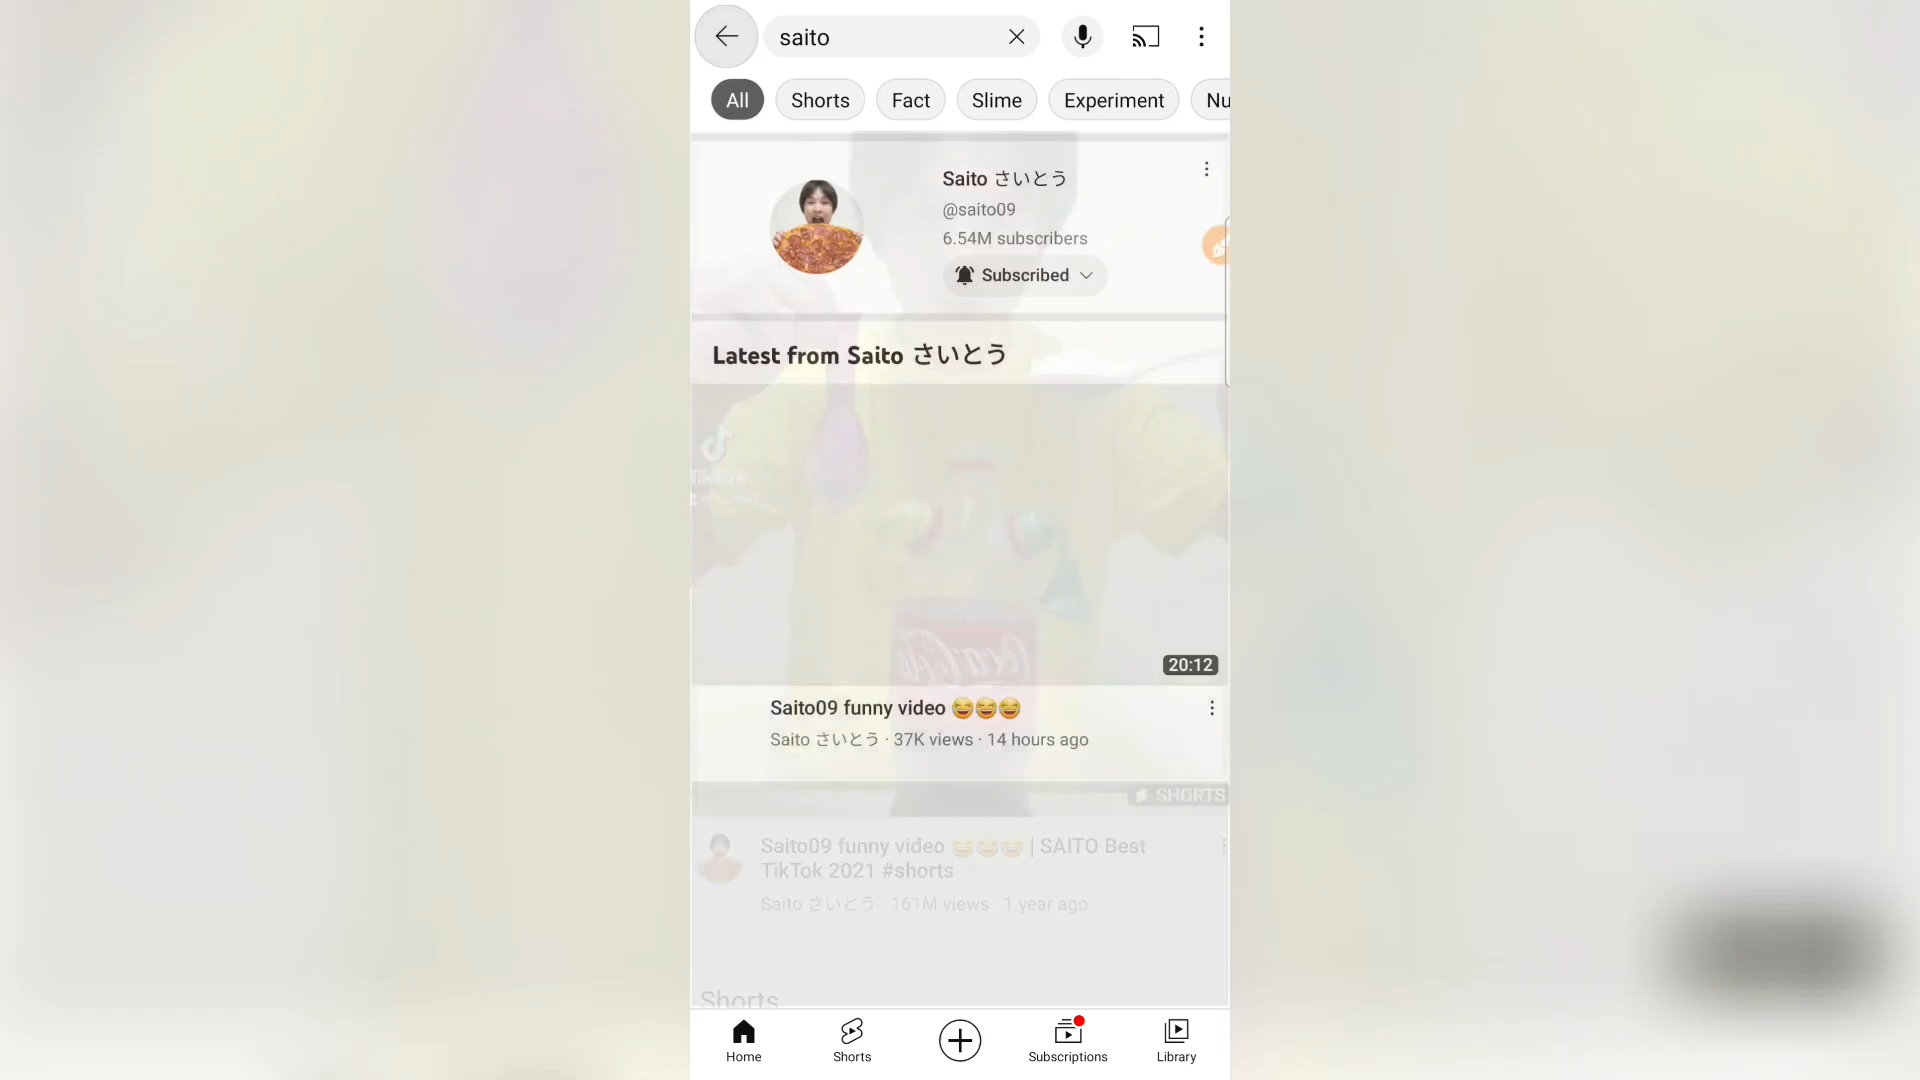 saito
All
Shorts
Fact
Slime
Experiment
Nu
Saito さいとう
@saito09
6.54M subscribers
Subscribed
Latest from Saito さいとう
TikTok
Coca-Cola
20:12
Saito09 funny video 😂😂😂
Saito さいとう · 37K views · 14 hours ago
SHORTS
Saito09 funny video 😂😂😂 | SAITO Best
TikTok 2021 #shorts
Saito さいとう · 161M views · 1 year ago
Shorts
Home
Shorts
Subscriptions
Library